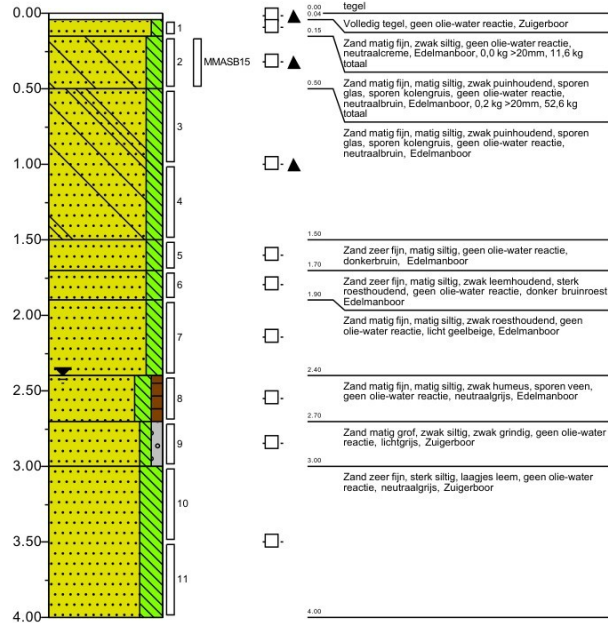 0.00
0.50
1.00
1.50
2.00
2.50
3.00
3.50
4.00
1
2
3
4
5
6
7
8
9
10
11
MMASB15
0.00
tegel
0.04
Volledig tegel, geen olie-water reactie, Zuigerboor
0.15
Zand matig fijn, zwak siltig, geen olie-water reactie,
neutraalcreme, Edelmanboor, 0,0 kg >20mm, 11,6 kg
totaal
0.50
Zand matig fijn, matig siltig, zwak puinhoudend, sporen
glas, sporen kolengruis, geen olie-water reactie,
neutraalbruin, Edelmanboor, 0,2 kg >20mm, 52,6 kg
totaal
Zand matig fijn, matig siltig, zwak puinhoudend, sporen
glas, sporen kolengruis, geen olie-water reactie,
neutraalbruin, Edelmanboor
1.50
Zand zeer fijn, matig siltig, geen olie-water reactie,
donkerbruin, Edelmanboor
1.70
Zand zeer fijn, matig siltig, zwak leemhoudend, sterk
roesthoudend, geen olie-water reactie, donker bruinroest,
1.90
Edelmanboor
Zand matig fijn, matig siltig, zwak roesthoudend, geen
olie-water reactie, licht geelbeige, Edelmanboor
2.40
Zand matig fijn, matig siltig, zwak humeus, sporen veen,
geen olie-water reactie, neutraalgrijs, Edelmanboor
2.70
Zand matig grof, zwak siltig, zwak grindig, geen olie-water
reactie, lichtgrijs, Zuigerboor
3.00
Zand zeer fijn, sterk siltig, laagjes leem, geen olie-water
reactie, neutraalgrijs, Zuigerboor
4.00